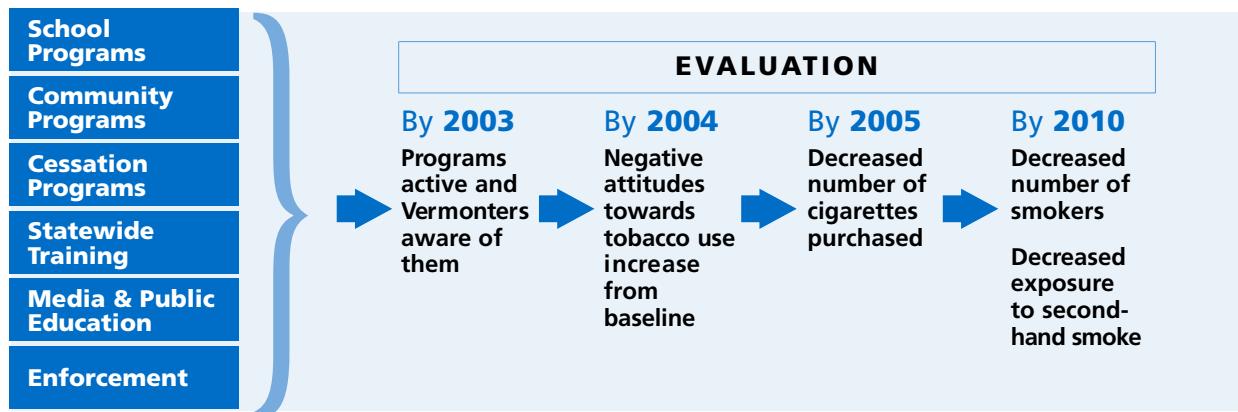 School
Programs
Community
Programs
Cessation
Programs
Statewide
Training
Media & Public
Education
Enforcement
EVALUATION
By 2003
Programs
active and
Vermonters
aware of
them
By 2004
Negative
attitudes
towards
tobacco use
increase
from
baseline
By 2005
Decreased
number of
cigarettes
purchased
By 2010
Decreased
number of
smokers
Decreased
exposure
to second-
hand smoke